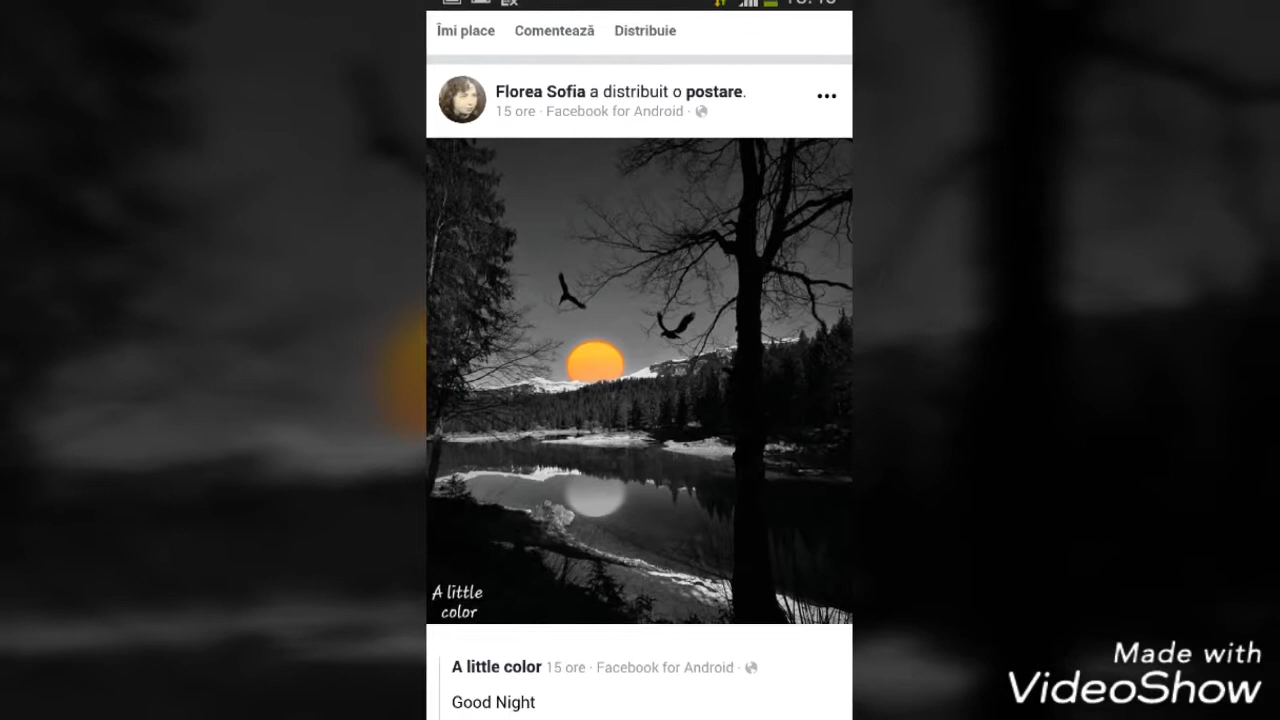 Îmi place Comentează Distribuie
Florea Sofia a distribuit o postare.
15 ore · Facebook for Android ·
A little
color
A little color 15 ore · Facebook for Android ·
Good Night
Made with
VideoShow